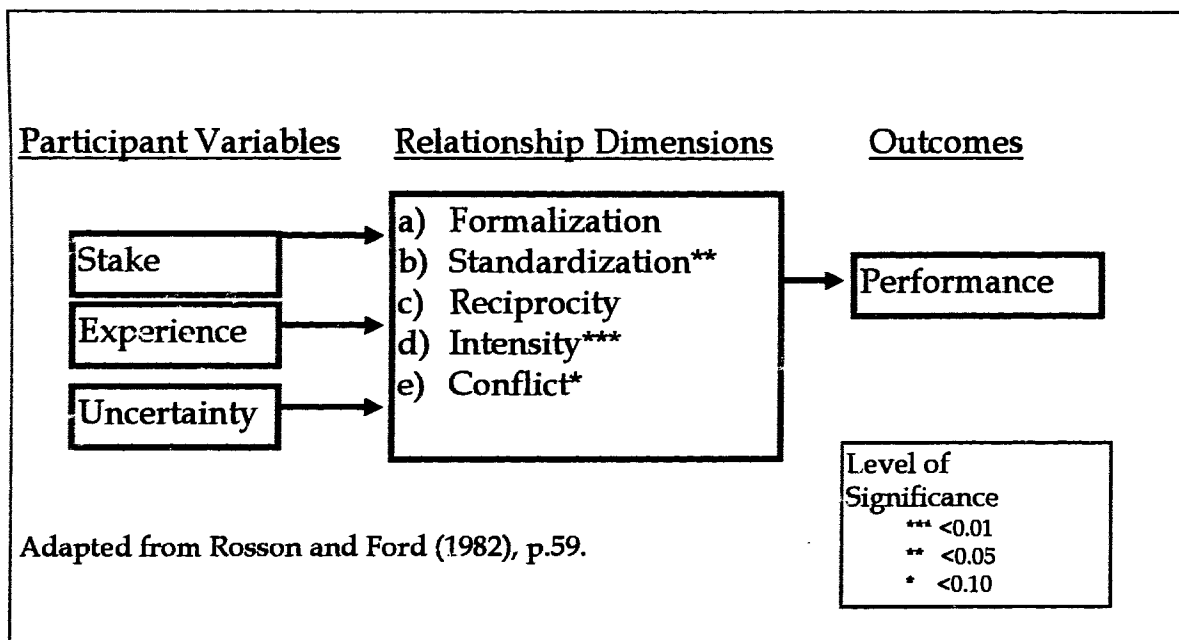 Participant Variables
Relationship Dimensions
Outcomes
Stake
Experience
Uncertainty
a) Formalization
b) Standardization**
c) Reciprocity
d) Intensity***
e) Conflict*
Performance
Level of
Significance
*** <0.01
** <0.05
* <0.10
Adapted from Rosson and Ford (1982), p.59.